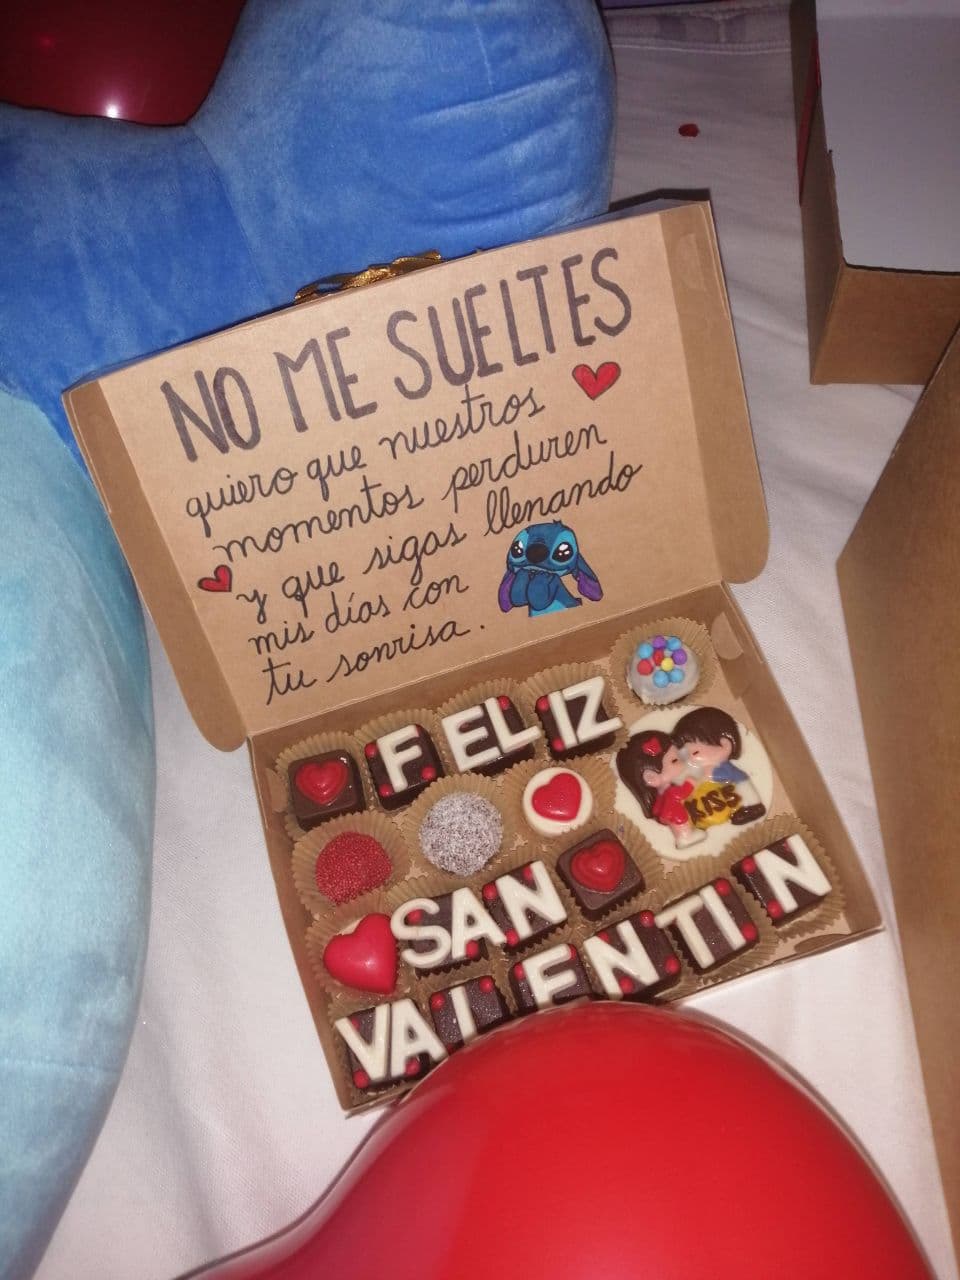 NO ME SUELTES
quiero que nuestros
momentos perduren
y que sigas llenando
mis días con
tu sonrisa.
FELIZ
KISS
SAN
VALENTIN